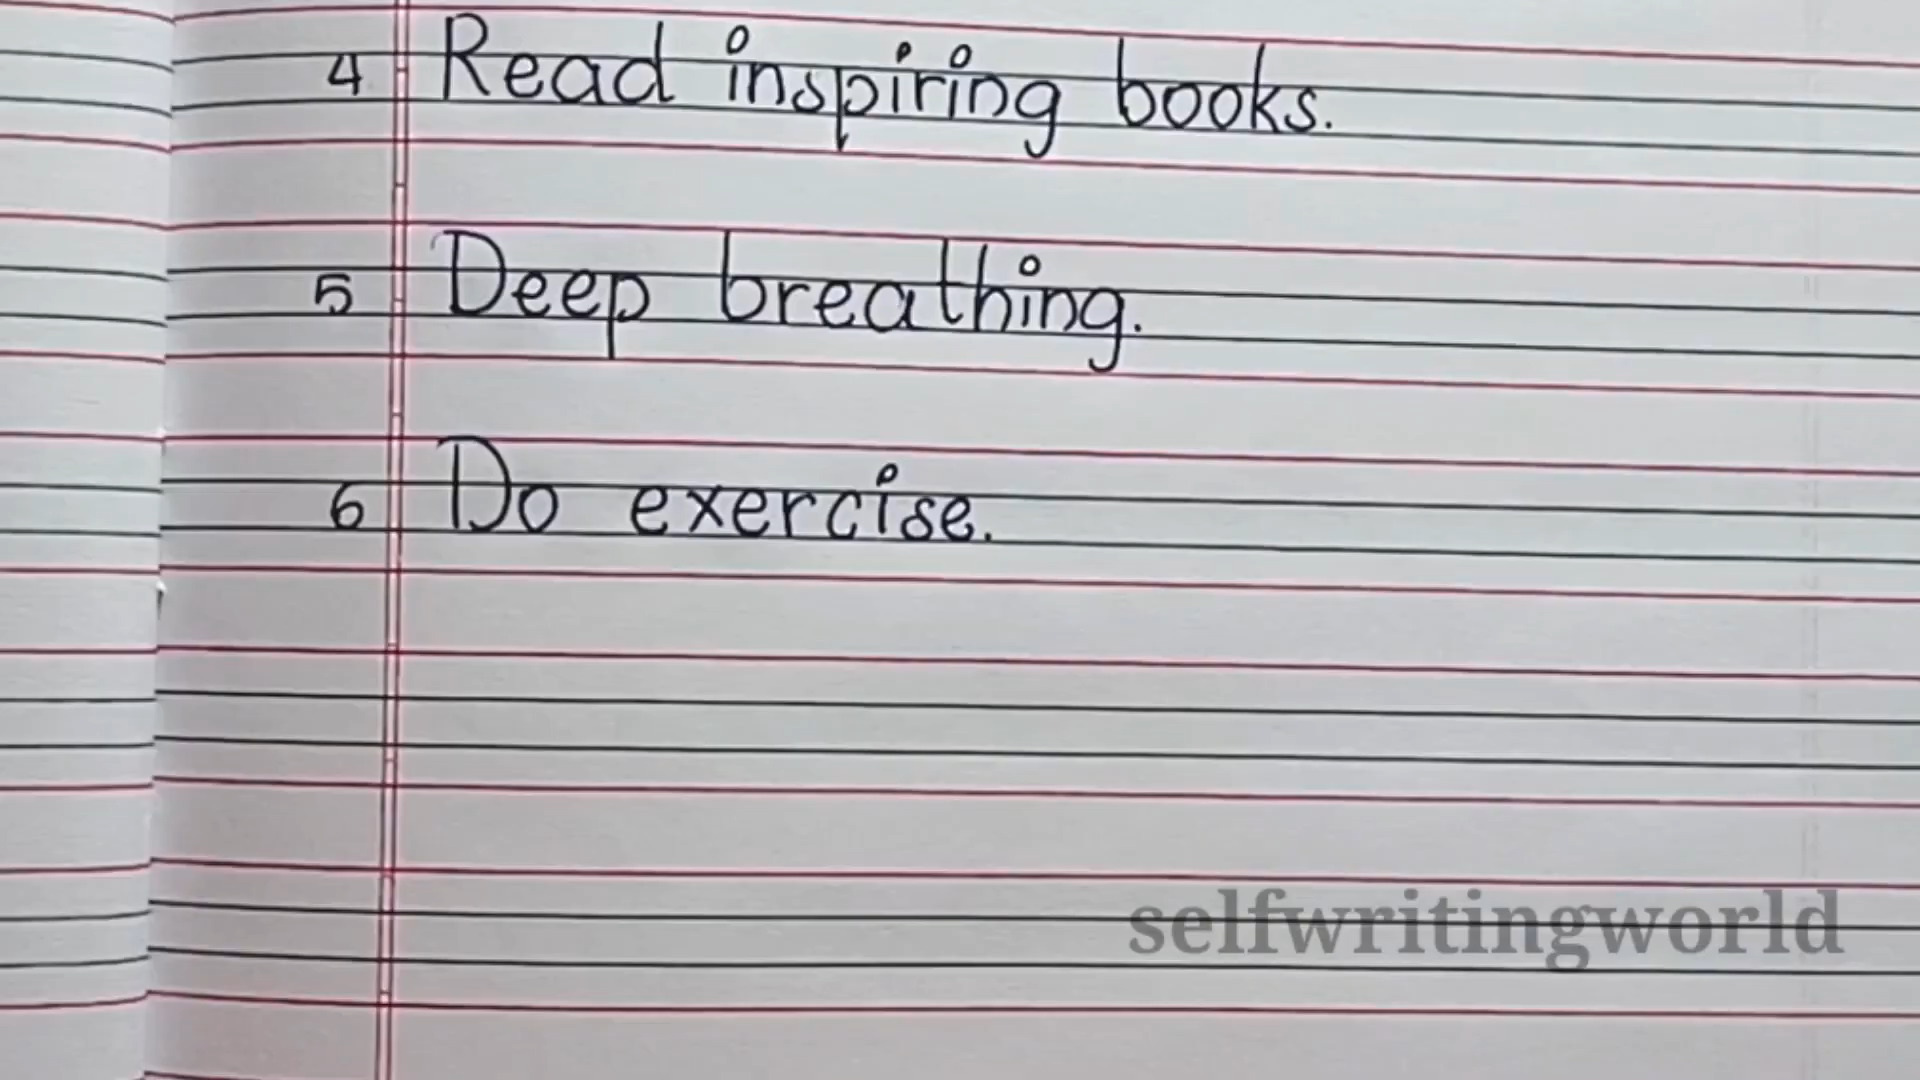 4 Read inspiring books.
5 Deep breathing.
6 Do exercise.
selfwritingworld